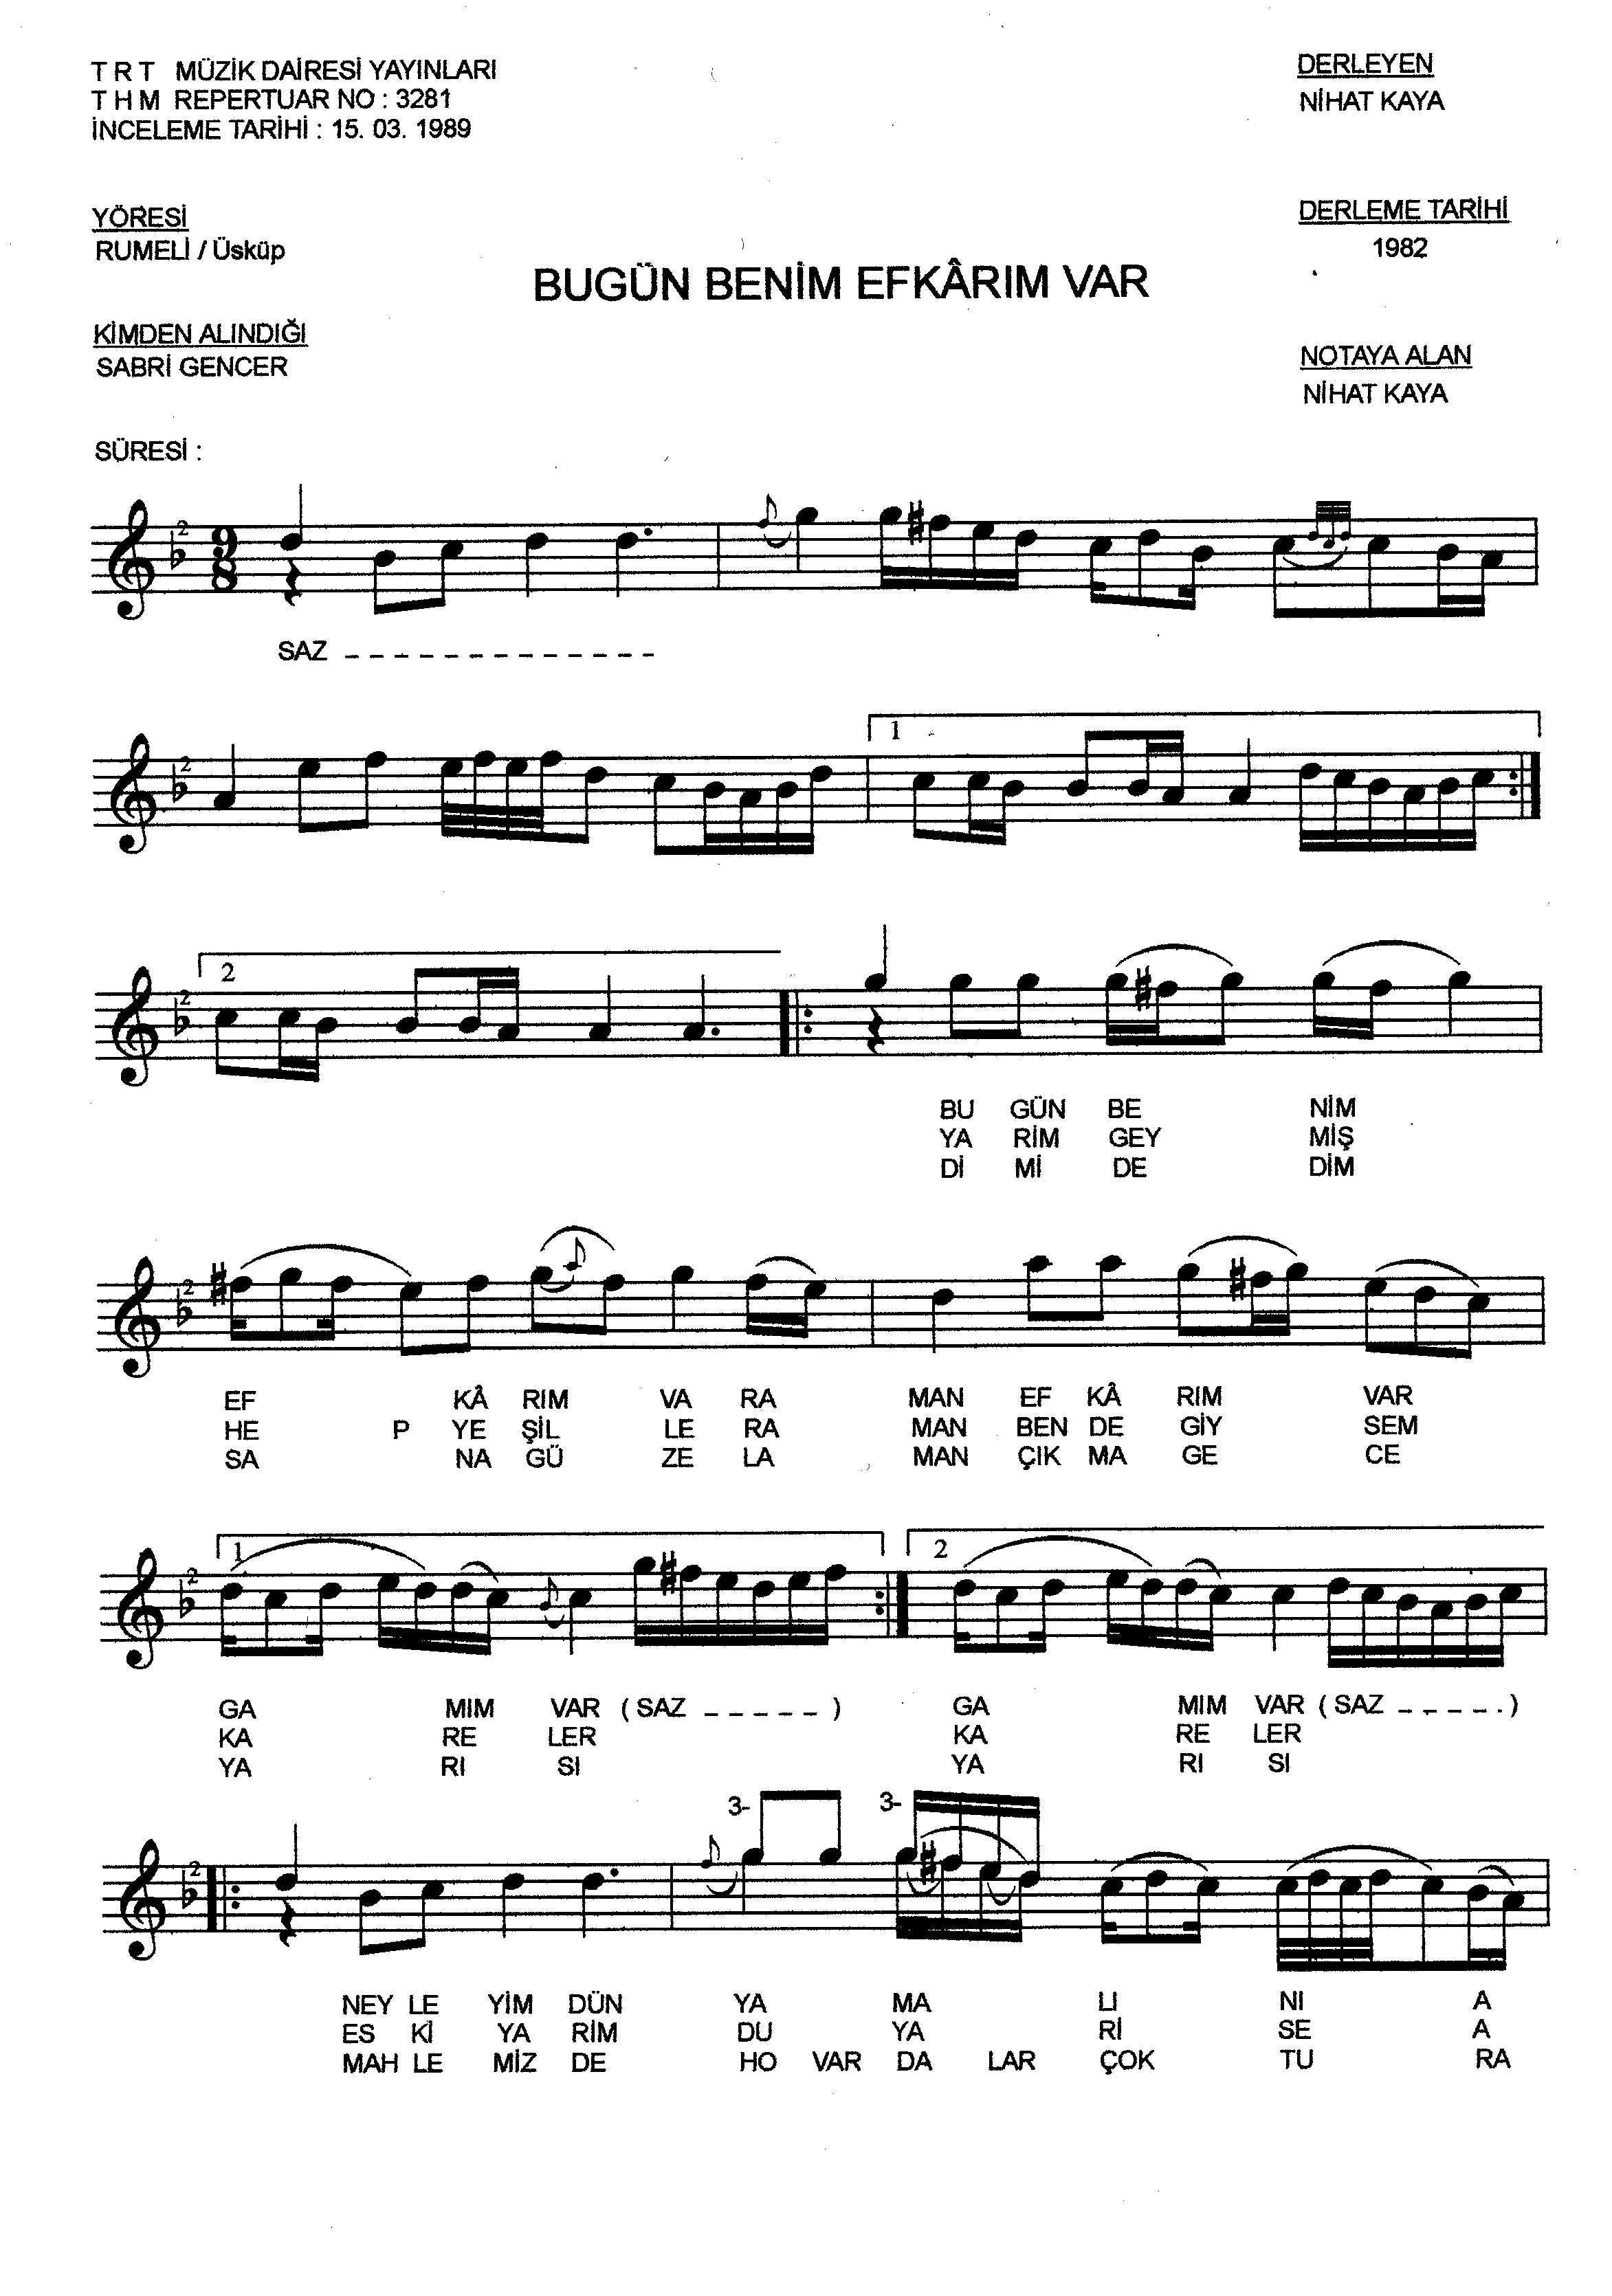 T R T MÜZİK DAİRESİ YAYINLARI
T H M REPERTUAR NO : 3281
İNCELEME TARİHİ : 15. 03. 1989
DERLEYEN
NİHAT KAYA
YÖRESİ
RUMELİ / Üsküp
DERLEME TARİHİ
1982
BUGÜN BENİM EFKÂRIM VAR
KİMDEN ALINDIĞI
SABRİ GENCER
NOTAYA ALAN
NİHAT KAYA
SÜRESİ :
2 9 8
SAZ _ _ _ _ _ _ _ _ _ _ _ _ _
2 1
2 2
BU GÜN BE NİM
YA RİM GEY MİŞ
Dİ Mİ DE DİM
2
EF KÂ RIM VA RA MAN EF KÂ RIM VAR
HE P YE ŞİL LE RA MAN BEN DE GİY SEM
SA NA GÜ ZE LA MAN ÇIK MA GE CE
2 1 2
GA MIM VAR ( SAZ _ _ _ _ _ ) GA MIM VAR ( SAZ _ _ _ _ . )
KA RE LER KA RE LER
YA RI SI YA RI SI
2 3- 3-
NEY LE YİM DÜN YA MA LI NI A
ES Kİ YA RİM DU YA Rİ SE A
MAH LE MİZ DE HO VAR DA LAR ÇOK TU RA